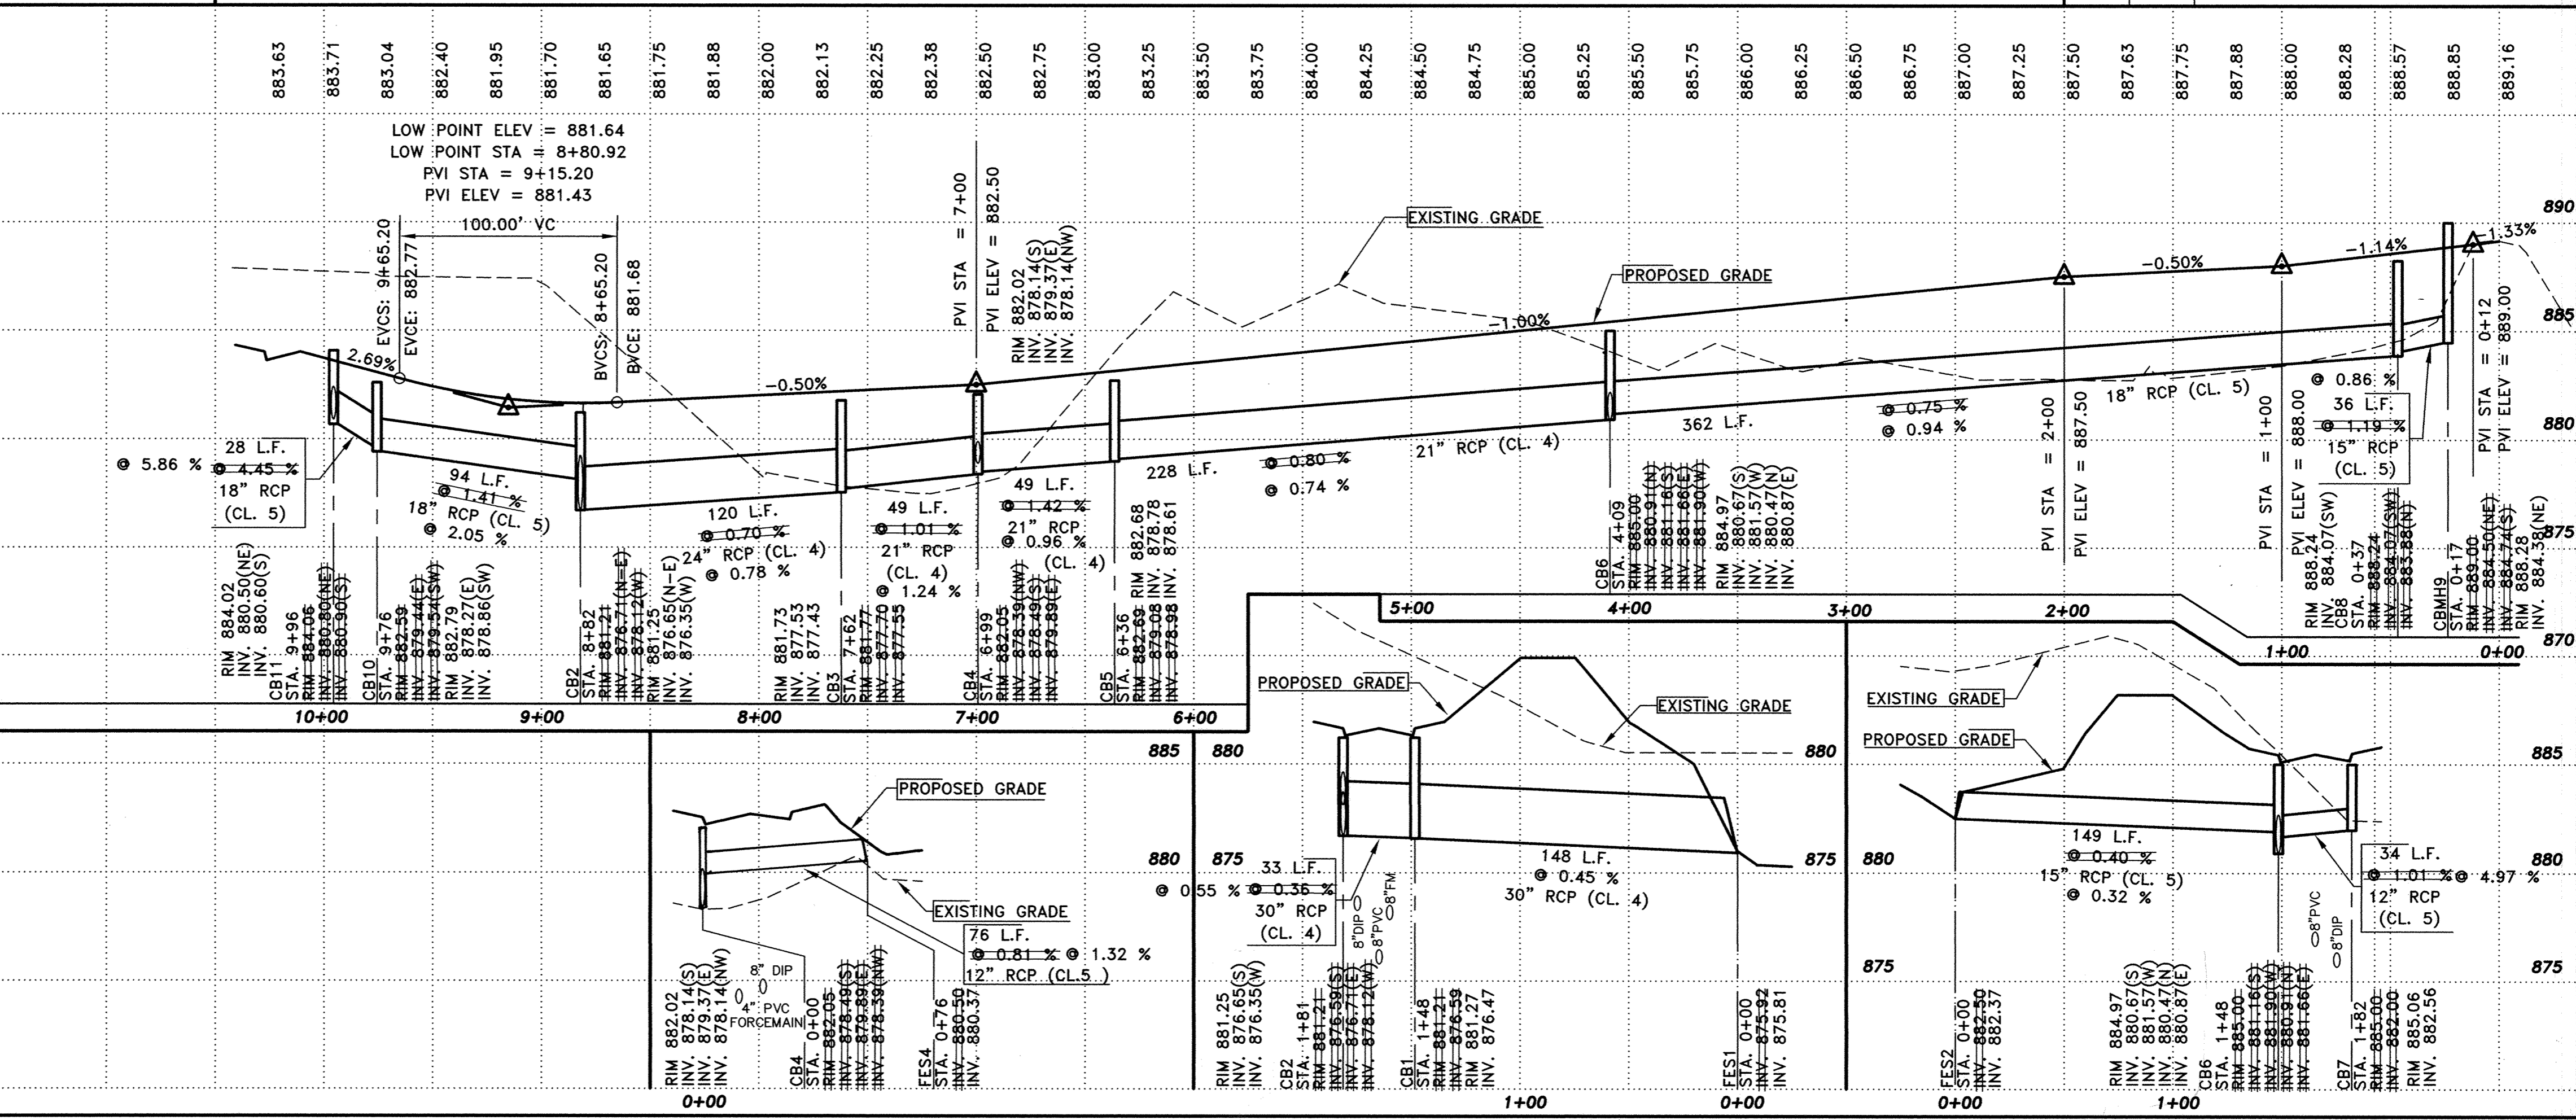 883.63
883.71
883.04
882.40
881.95
881.70
881.65
881.75
881.88
882.00
882.13
882.25
882.38
882.50
882.75
883.00
883.25
883.50
883.75
884.00
884.25
884.50
884.75
885.00
885.25
885.50
885.75
886.00
886.25
886.50
886.75
887.00
887.25
887.50
887.63
887.75
887.88
888.00
888.28
888.57
888.85
889.16
LOW POINT ELEV = 881.64
LOW POINT STA = 8+80.92
PVI STA = 9+15.20
PVI ELEV = 881.43
100.00' VC
EVCS: 9+65.20
EVCE: 882.77
BVCS: 8+65.20
BVCE: 881.68
PVI STA = 7+00
PVI ELEV = 882.50
RIM 882.02
INV. 878.14(S)
INV. 879.37(E)
INV. 878.14(NW)
EXISTING GRADE
PROPOSED GRADE
2.69%
-0.50%
-1.00%
-0.50%
-1.14%
-1.33%
890
885
880
875
870
28 L.F.
@ 5.86 % @ 4.45 %
18" RCP
(CL. 5)
94 L.F.
@ 1.41 %
18" RCP (CL. 5)
@ 2.05 %
120 L.F.
@ 0.70 %
24" RCP (CL. 4)
@ 0.78 %
49 L.F.
@ 1.01 %
21" RCP
(CL. 4)
@ 1.24 %
49 L.F.
@ 1.42 %
21" RCP
@ 0.96 %
(CL. 4)
228 L.F.
@ 0.80 %
@ 0.74 %
21" RCP (CL. 4)
362 L.F.
@ 0.75 %
@ 0.94 %
18" RCP (CL. 5)
@ 0.86 %
36 L.F.
@ 1.19 %
15" RCP
(CL. 5)
PVI STA = 2+00
PVI ELEV = 887.50
PVI STA = 1+00
PVI ELEV = 888.00
PVI STA = 0+12
PVI ELEV = 889.00
RIM 884.02
INV. 880.50(NE)
INV. 880.60(S)
CB11
STA. 9+96
RIM 884.06
INV. 880.80(NE)
INV. 880.90(S)
CB10
STA. 9+76
RIM 882.59
INV. 879.44(E)
INV. 879.54(SW)
RIM 882.79
INV. 878.27(E)
INV. 878.86(SW)
CB2
STA. 8+82
RIM 881.21
INV. 876.71(N-E)
INV. 878.12(W)
RIM 881.25
INV. 876.65(N-E)
INV. 876.35(W)
RIM 881.73
INV. 877.53
INV. 877.43
CB3
STA. 7+62
RIM 881.77
INV. 877.70
INV. 877.55
CB4
STA. 6+99
RIM 882.05
INV. 878.39(NW)
INV. 878.49(S)
INV. 879.89(E)
CB5
STA. 6+36
RIM 882.69 RIM 882.68
INV. 879.08 INV. 878.78
INV. 878.98 INV. 878.61
CB6
STA. 4+09
RIM 885.00
INV. 880.91(N)
INV. 881.16(S)
INV. 881.66(E)
INV. 881.90(W)
RIM 884.97
INV. 880.67(S)
INV. 881.57(W)
INV. 880.47(N)
INV. 880.87(E)
RIM 888.24
INV. 884.07(SW)
CB8
STA. 0+37
RIM 888.24
INV. 884.07(SW)
INV. 883.88(N)
CBMH9
STA. 0+17
RIM 889.00
INV. 884.50(NE)
INV. 884.74(S)
RIM 888.28
INV. 884.38(NE)
10+00
9+00
8+00
7+00
6+00
5+00
4+00
3+00
2+00
1+00
0+00
885
880
PROPOSED GRADE
EXISTING GRADE
76 L.F.
@ 0.81 % @ 1.32 %
12" RCP (CL.5 )
8" DIP
4" PVC
FORCEMAIN
RIM 882.02
INV. 878.14(S)
INV. 879.37(E)
INV. 878.14(NW)
CB4
STA. 0+00
RIM 882.05
INV. 878.49(S)
INV. 879.89(E)
INV. 878.39(NW)
FES4
STA. 0+76
INV. 880.50
INV. 880.37
0+00
880
875
PROPOSED GRADE
EXISTING GRADE
880
875
33 L.F.
@ 0.55 % @ 0.36 %
30" RCP
(CL. 4)
8"DIP
8"PVC
8"FM
148 L.F.
@ 0.45 %
30" RCP (CL. 4)
RIM 881.25
INV. 876.65(S)
INV. 876.35(W)
CB2
STA. 1+81
RIM 881.21
INV. 876.59(S)
INV. 876.71(E)
INV. 878.12(W)
CB1
STA. 1+48
RIM 881.21
INV. 876.59
RIM 881.27
INV. 876.47
FES1
STA. 0+00
INV. 875.92
INV. 875.81
1+00
0+00
EXISTING GRADE
PROPOSED GRADE
880
875
885
880
875
149 L.F.
@ 0.40 %
15" RCP (CL. 5)
@ 0.32 %
34 L.F.
@ 1.01 % @ 4.97 %
12" RCP
(CL. 5)
8"PVC
8"DIP
FES2
STA. 0+00
INV. 882.50
INV. 882.37
RIM 884.97
INV. 880.67(S)
INV. 881.57(W)
INV. 880.47(N)
INV. 880.87(E)
CB6
STA. 1+48
RIM 885.00
INV. 881.16(S)
INV. 881.90(W)
INV. 880.91(N)
INV. 881.66(E)
CB7
STA. 1+82
RIM 885.00
INV. 882.00
RIM 885.06
INV. 882.56
0+00
1+00